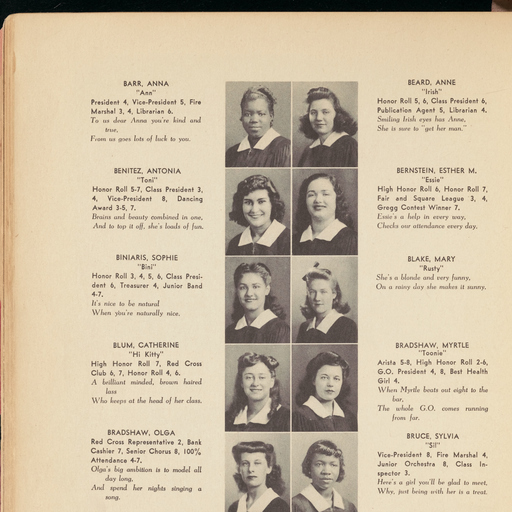 BARR, ANNA
"Ann"
President 4, Vice-President 5, Fire
Marshal 3, 4, Librarian 6.
To us dear Anna you're kind and
true,
From us goes lots of luck to you.
BENITEZ, ANTONIA
"Toni"
Honor Roll 5-7, Class President 3,
4, Vice-President 8, Dancing
Award 3-5, 7.
Brains and beauty combined in one,
And to top it off, she's loads of fun.
BINIARIS, SOPHIE
"Bini"
Honor Roll 3, 4, 5, 6, Class Presi-
dent 6, Treasurer 4, Junior Band
4-7.
It's nice to be natural
When you're naturally nice.
BLUM, CATHERINE
"Hi Kitty"
High Honor Roll 7, Red Cross
Club 6, 7, Honor Roll 4, 6.
A brilliant minded, brown haired
lass
Who keeps at the head of her class.
BRADSHAW, OLGA
Red Cross Representative 2, Bank
Cashier 7, Senior Chorus 8, 100%
Attendance 4-7.
Olga's big ambition is to model all
day long,
And spend her nights singing a
song.
BEARD, ANNE
"Irish"
Honor Roll 5, 6, Class President 6,
Publication Agent 5, Librarian 4.
Smiling Irish eyes has Anne,
She is sure to "get her man."
BERNSTEIN, ESTHER M.
"Essie"
High Honor Roll 6, Honor Roll 7,
Fair and Square League 3, 4,
Gregg Contest Winner 7.
Essie's a help in every way,
Checks our attendance every day.
BLAKE, MARY
"Rusty"
She's a blonde and very funny,
On a rainy day she makes it sunny.
BRADSHAW, MYRTLE
"Toonie"
Arista 5-8, High Honor Roll 2-6,
G.O. President 4, 8, Best Health
Girl 4.
When Myrtle beats out eight to the
bar,
The whole G.O. comes running
from far.
BRUCE, SYLVIA
"Sil"
Vice-President 8, Fire Marshal 4,
Junior Orchestra 8, Class In-
spector 3.
Here's a girl you'll be glad to meet,
Why, just being with her is a treat.